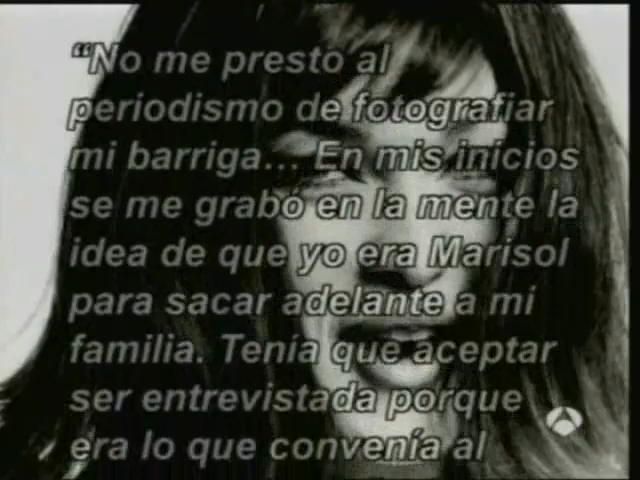 “No me presto al
periodismo de fotografiar
mi barriga... En mis inicios
se me grabó en la mente la
idea de que yo era Marisol
para sacar adelante a mi
familia. Tenía que aceptar
ser entrevistada porque
era lo que convenía al